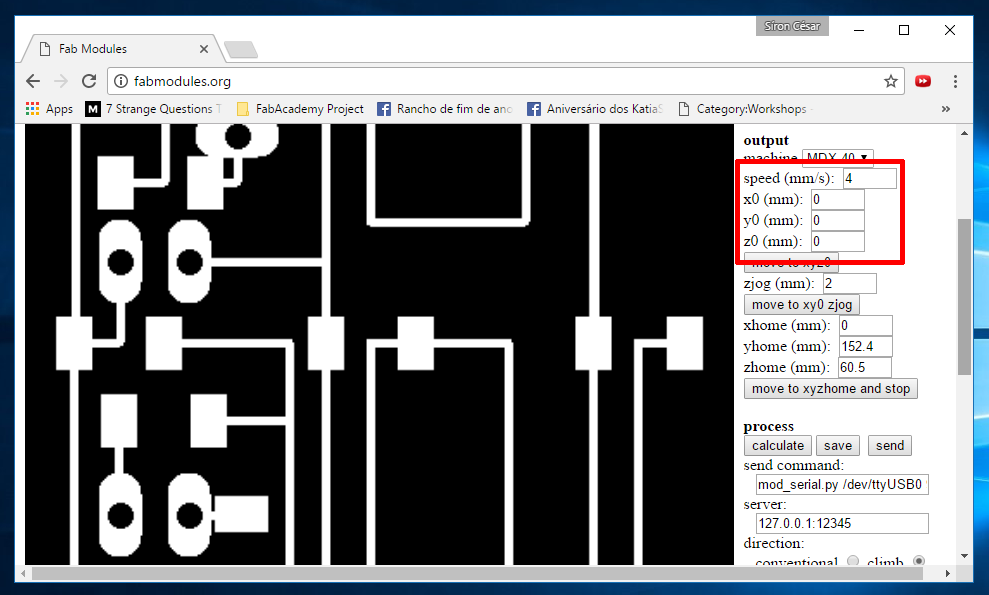 Siron César
Fab Modules
fabmodules.org
Apps
M 7 Strange Questions T
FabAcademy Project
Rancho de fim de ano
Aniversário dos KatiaS
Category:Workshops -
»
output
machine MDX-40
speed (mm/s): 4
x0 (mm): 0
y0 (mm): 0
z0 (mm): 0
move to xyz0
zjog (mm): 2
move to xy0 zjog
xhome (mm): 0
yhome (mm): 152.4
zhome (mm): 60.5
move to xyzhome and stop
process
calculate save send
send command:
mod_serial.py /dev/ttyUSB0
server:
127.0.0.1:12345
direction:
conventional climb